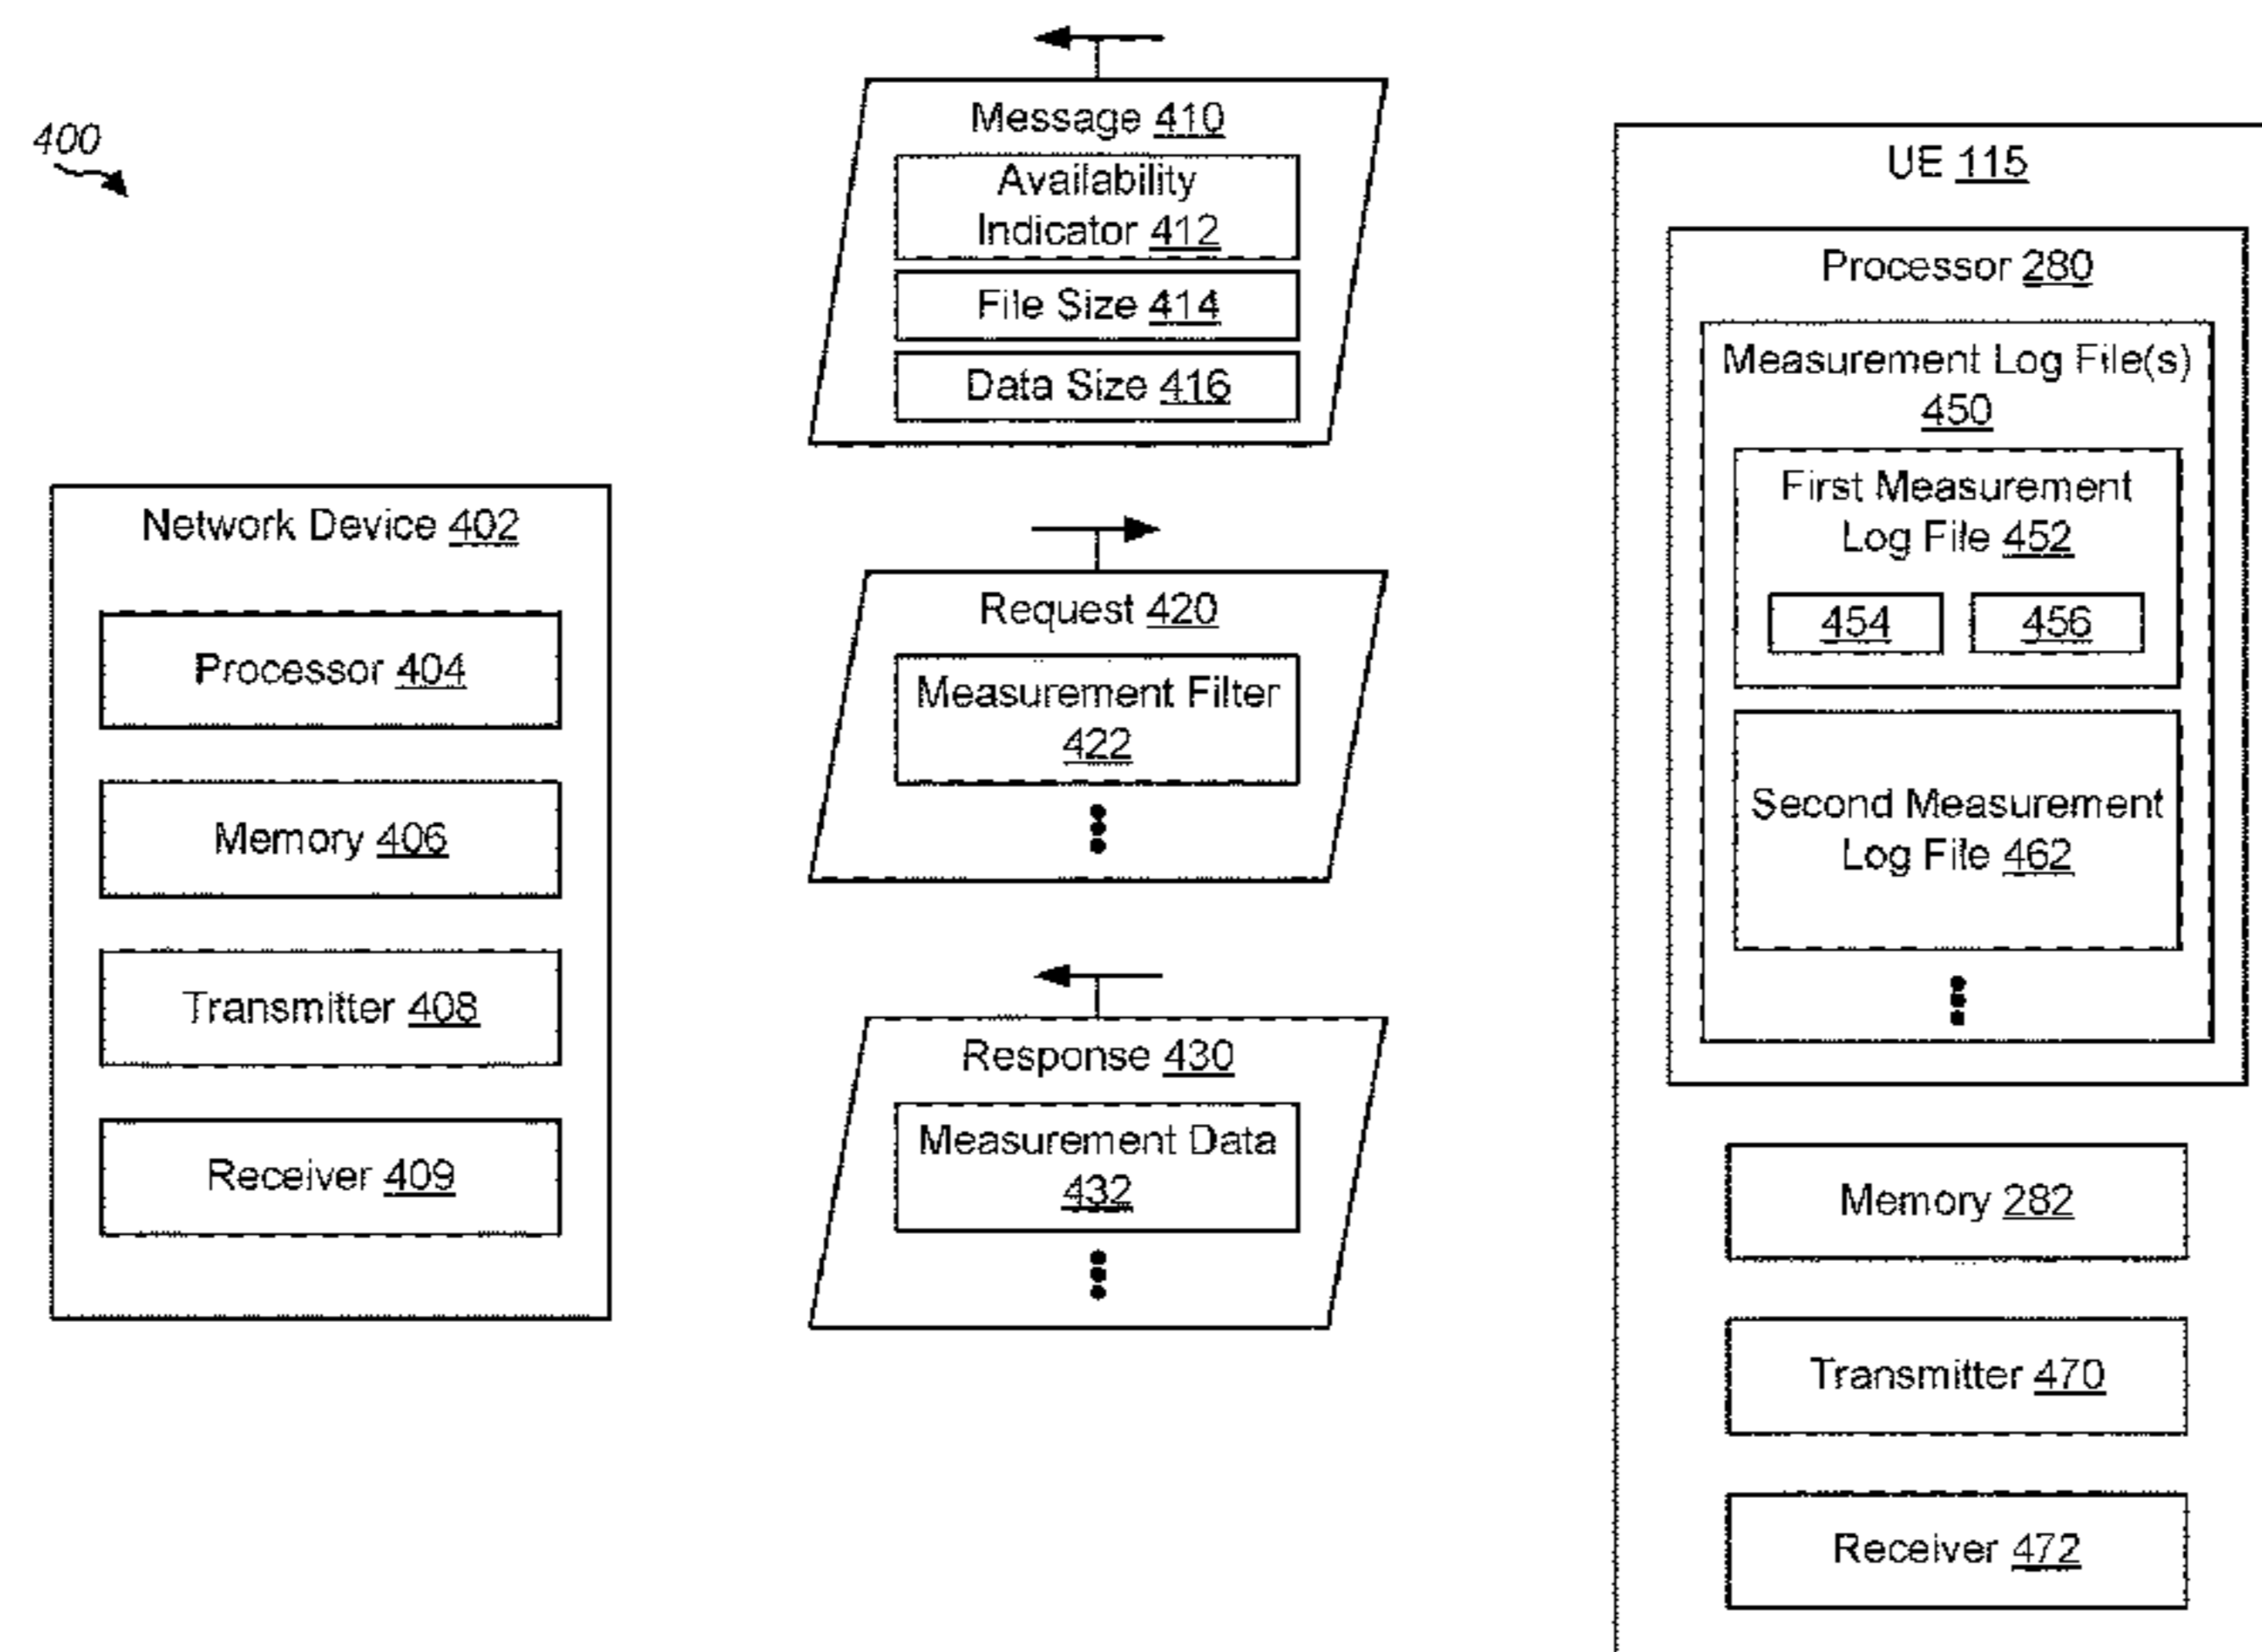 400
Message 410
Availability
Indicator 412
File Size 414
Data Size 416
Network Device 402
Processor 404
Memory 406
Transmitter 408
Receiver 409
Request 420
Measurement Filter
422
Response 430
Measurement Data
432
UE 115
Processor 280
Measurement Log File(s)
450
First Measurement
Log File 452
454 456
Second Measurement
Log File 462
Memory 282
Transmitter 470
Receiver 472